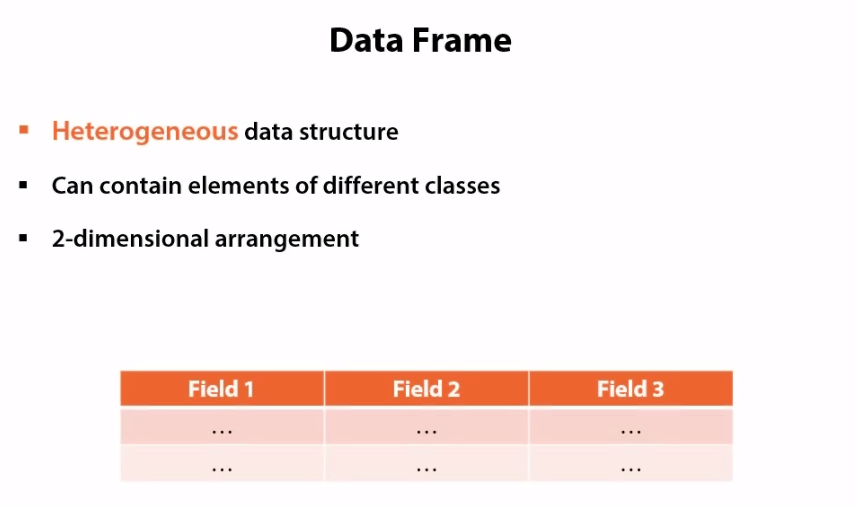 Data Frame
▪ Heterogeneous data structure
▪ Can contain elements of different classes
▪ 2-dimensional arrangement
Field 1 Field 2 Field 3
... ... ...
... ... ...